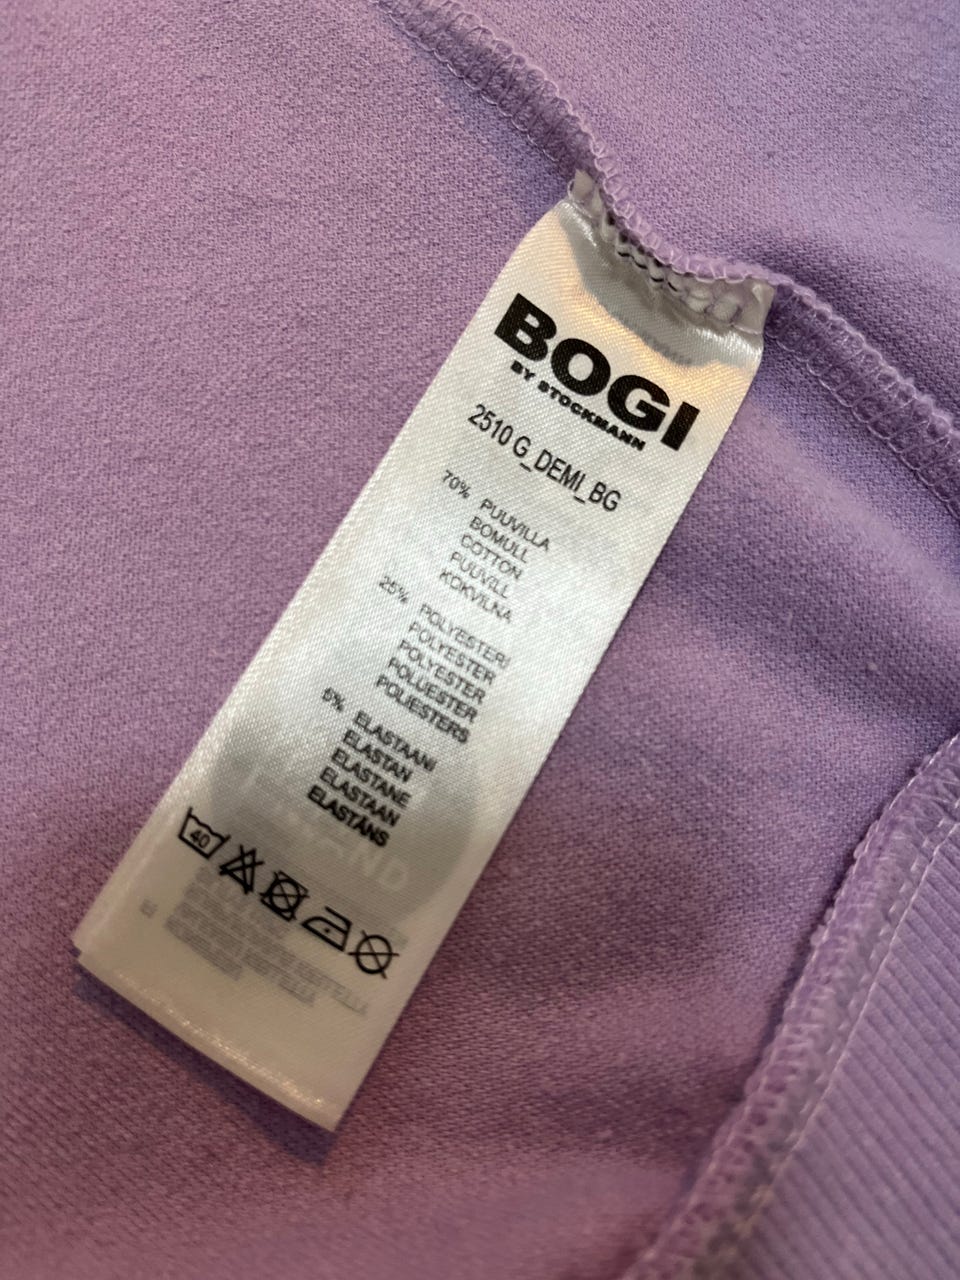 BOGI
BY STOCKMANN
2510 G_DEMI_BG
70% PUUVILLA
BOMULL
COTTON
PUUVILL
KOKVILNA
25% POLYESTERI
POLYESTER
POLYESTER
POLÜESTER
POLIESTERS
5% ELASTAANI
ELASTAN
ELASTANE
ELASTAAN
ELASTĀNS
40